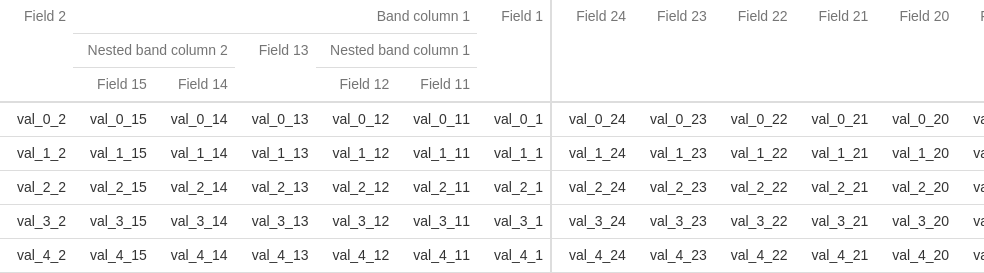 Field 2 Band column 1 Field 1 Field 24 Field 23 Field 22 Field 21 Field 20
Nested band column 2 Field 13 Nested band column 1
Field 15 Field 14 Field 12 Field 11
val_0_2 val_0_15 val_0_14 val_0_13 val_0_12 val_0_11 val_0_1 val_0_24 val_0_23 val_0_22 val_0_21 val_0_20
val_1_2 val_1_15 val_1_14 val_1_13 val_1_12 val_1_11 val_1_1 val_1_24 val_1_23 val_1_22 val_1_21 val_1_20
val_2_2 val_2_15 val_2_14 val_2_13 val_2_12 val_2_11 val_2_1 val_2_24 val_2_23 val_2_22 val_2_21 val_2_20
val_3_2 val_3_15 val_3_14 val_3_13 val_3_12 val_3_11 val_3_1 val_3_24 val_3_23 val_3_22 val_3_21 val_3_20
val_4_2 val_4_15 val_4_14 val_4_13 val_4_12 val_4_11 val_4_1 val_4_24 val_4_23 val_4_22 val_4_21 val_4_20